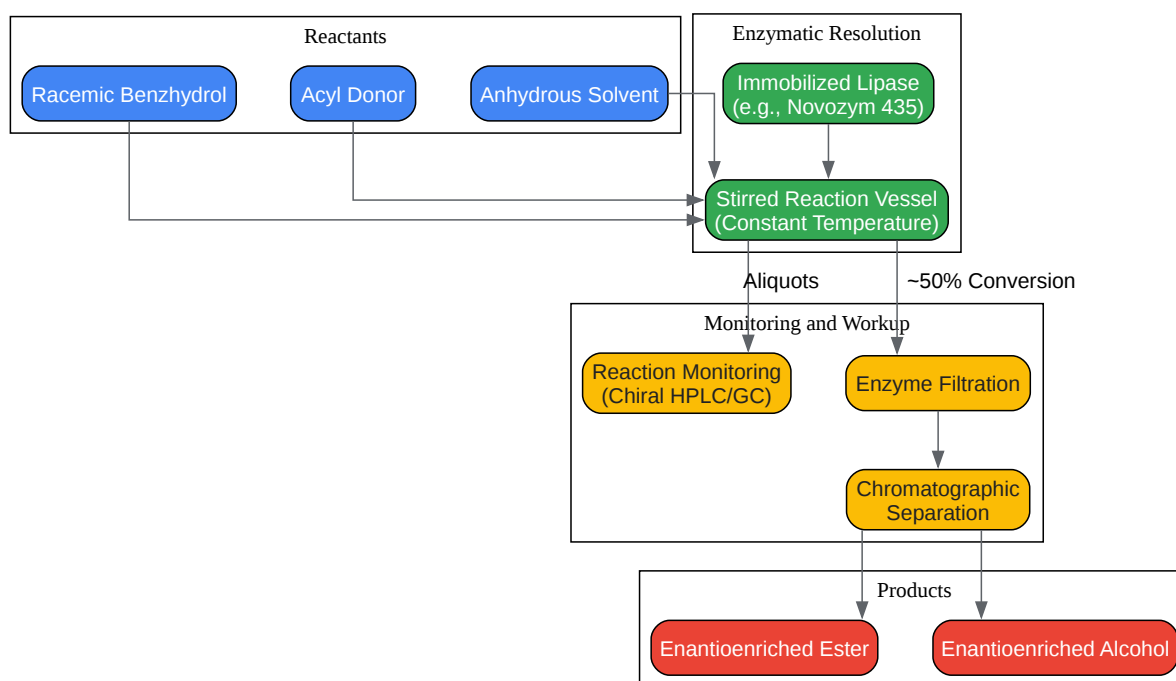 Reactants
Enzymatic Resolution
Racemic Benzhydrol
Acyl Donor
Anhydrous Solvent
Immobilized Lipase
(e.g., Novozym 435)
Stirred Reaction Vessel
(Constant Temperature)
Aliquots
~50% Conversion
Monitoring and Workup
Reaction Monitoring
(Chiral HPLC/GC)
Enzyme Filtration
Chromatographic
Separation
Products
Enantioenriched Ester
Enantioenriched Alcohol